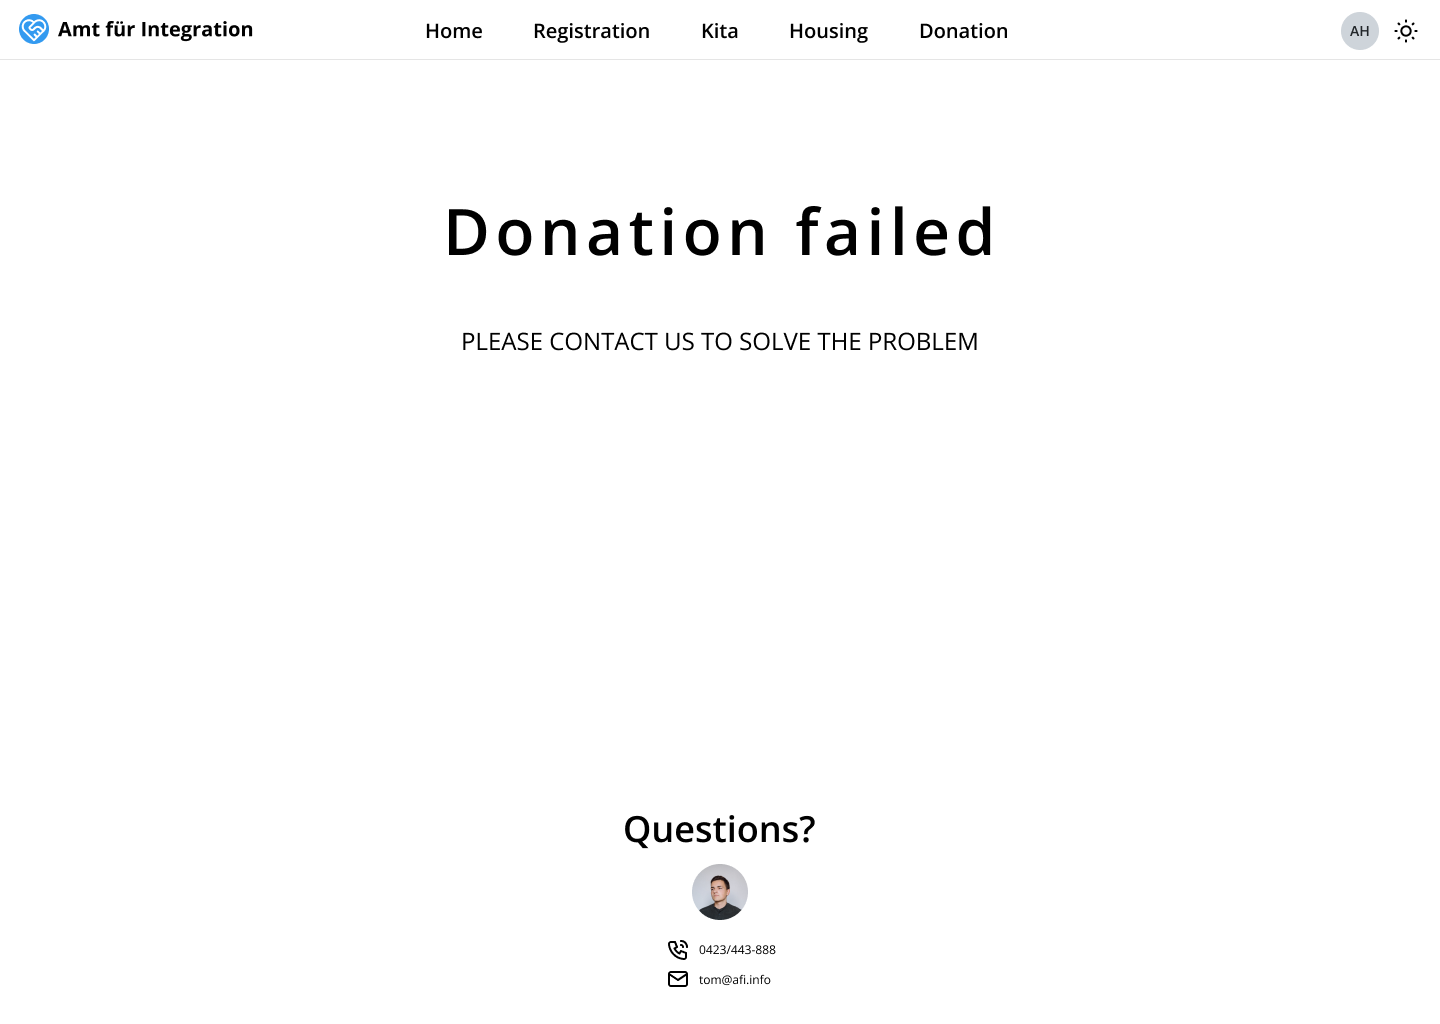 Amt für Integration
Home Registration Kita Housing Donation
AH
Donation failed
PLEASE CONTACT US TO SOLVE THE PROBLEM
Questions?
0423/443-888
tom@afi.info